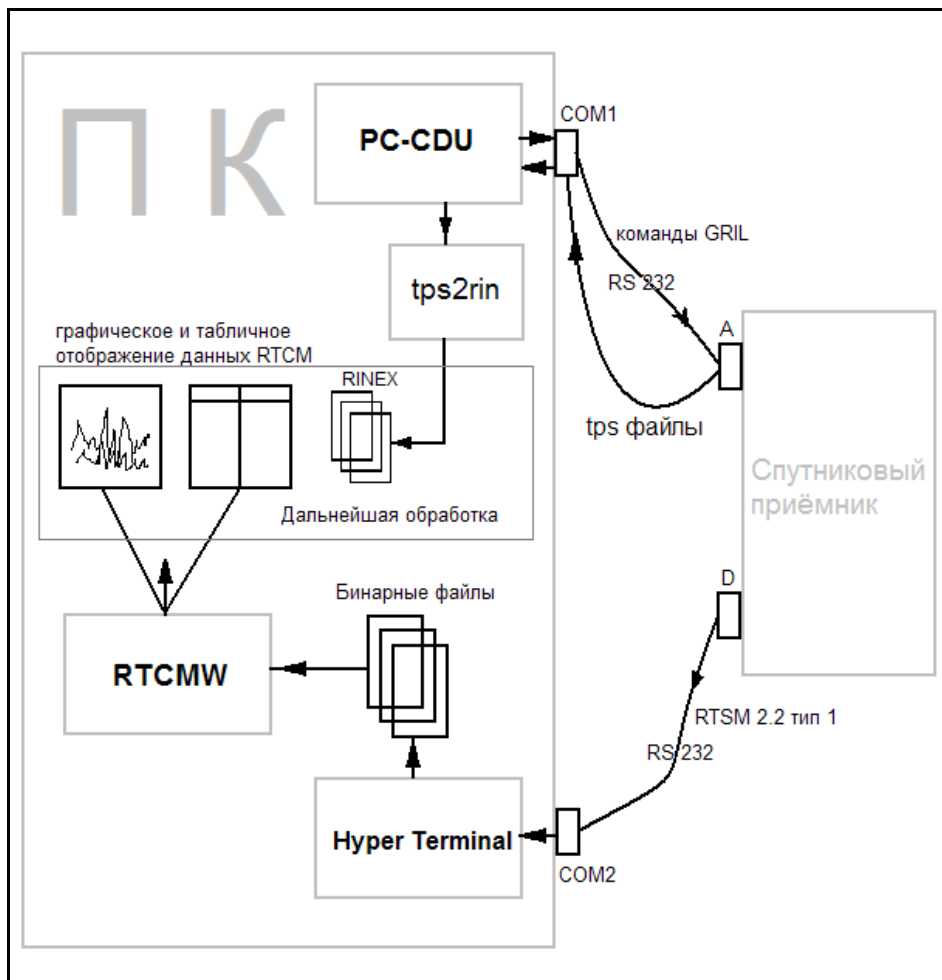 П К
PC-CDU
COM1
команды GRIL
RS 232
tps2rin
A
графическое и табличное
отображение данных RTCM
RINEX
tps файлы
Спутниковый
приёмник
Дальнейшая обработка
D
Бинарные файлы
RTCMW
RTSM 2.2 тип 1
RS 232
Hyper Terminal
COM2